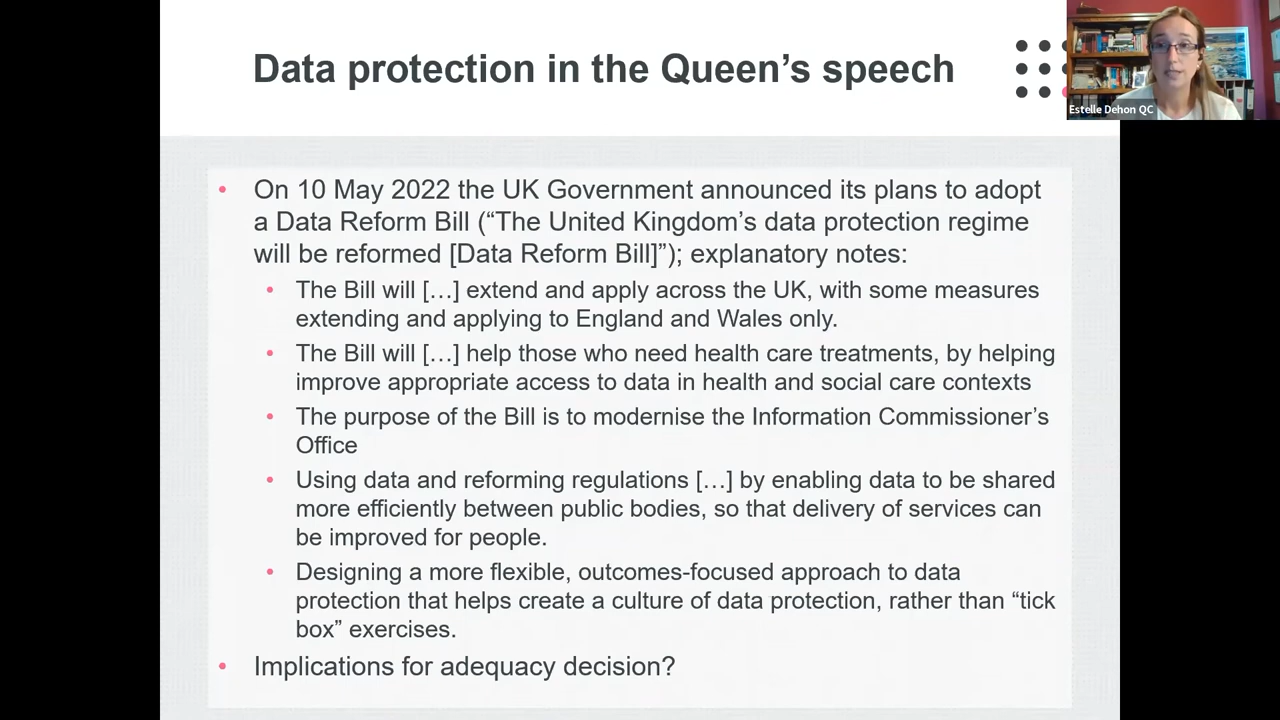 Data protection in the Queen’s speech
Estelle Dehon QC
• On 10 May 2022 the UK Government announced its plans to adopt
a Data Reform Bill (“The United Kingdom’s data protection regime
will be reformed [Data Reform Bill]”); explanatory notes:
• The Bill will […] extend and apply across the UK, with some measures
extending and applying to England and Wales only.
• The Bill will […] help those who need health care treatments, by helping
improve appropriate access to data in health and social care contexts
• The purpose of the Bill is to modernise the Information Commissioner’s
Office
• Using data and reforming regulations […] by enabling data to be shared
more efficiently between public bodies, so that delivery of services can
be improved for people.
• Designing a more flexible, outcomes-focused approach to data
protection that helps create a culture of data protection, rather than “tick
box” exercises.
• Implications for adequacy decision?